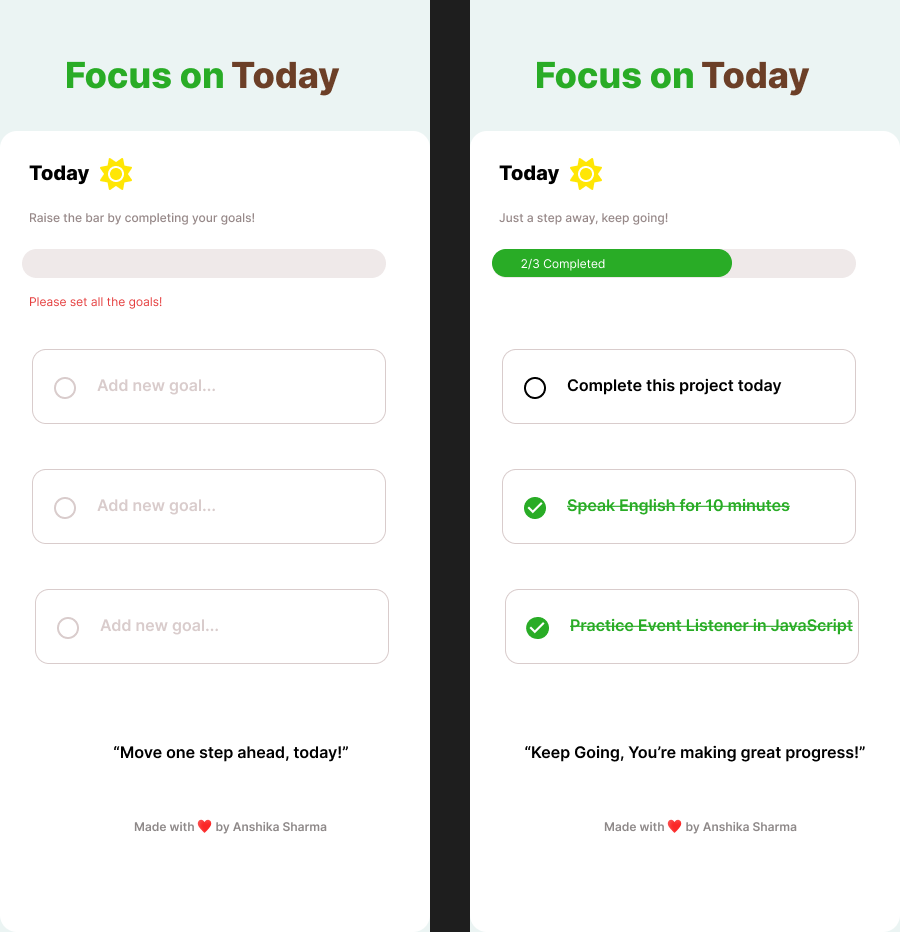 Focus on Today
Today
Raise the bar by completing your goals!
Please set all the goals!
Add new goal...
Add new goal...
Add new goal...
“Move one step ahead, today!”
Made with ❤️ by Anshika Sharma
Focus on Today
Today
Just a step away, keep going!
2/3 Completed
Complete this project today
Speak English for 10 minutes
Practice Event Listener in JavaScript
“Keep Going, You’re making great progress!”
Made with ❤️ by Anshika Sharma